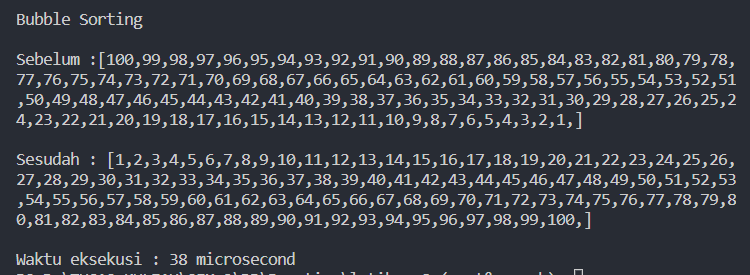 Bubble Sorting
Sebelum :[100,99,98,97,96,95,94,93,92,91,90,89,88,87,86,85,84,83,82,81,80,79,78,
77,76,75,74,73,72,71,70,69,68,67,66,65,64,63,62,61,60,59,58,57,56,55,54,53,52,51
,50,49,48,47,46,45,44,43,42,41,40,39,38,37,36,35,34,33,32,31,30,29,28,27,26,25,2
4,23,22,21,20,19,18,17,16,15,14,13,12,11,10,9,8,7,6,5,4,3,2,1,]
Sesudah : [1,2,3,4,5,6,7,8,9,10,11,12,13,14,15,16,17,18,19,20,21,22,23,24,25,26,
27,28,29,30,31,32,33,34,35,36,37,38,39,40,41,42,43,44,45,46,47,48,49,50,51,52,53
,54,55,56,57,58,59,60,61,62,63,64,65,66,67,68,69,70,71,72,73,74,75,76,77,78,79,8
0,81,82,83,84,85,86,87,88,89,90,91,92,93,94,95,96,97,98,99,100,]
Waktu eksekusi : 38 microsecond